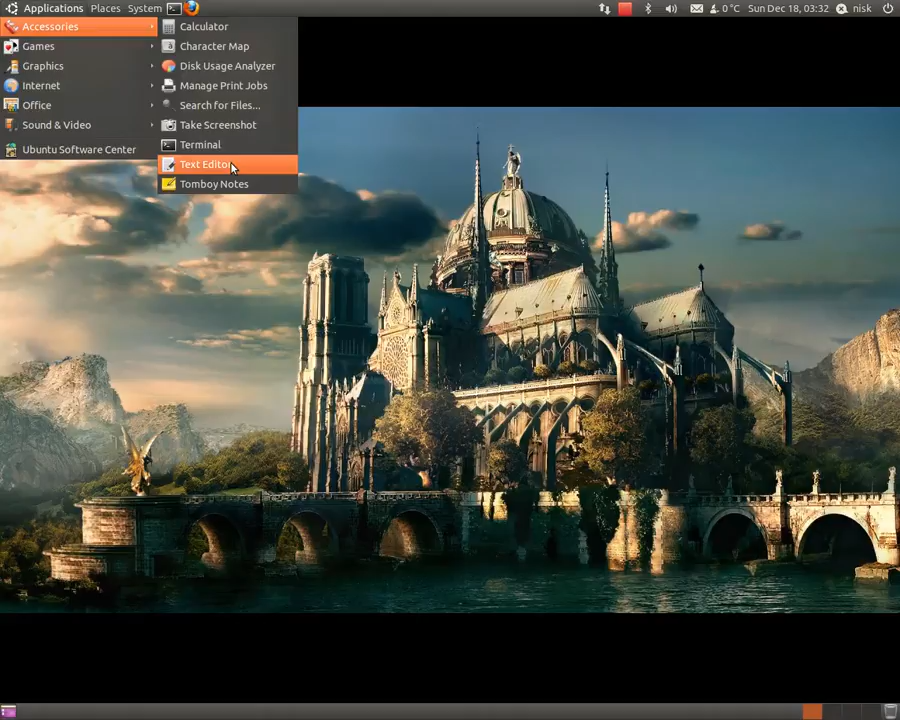 Applications Places System 0 °C Sun Dec 18, 03:32 nisk
Accessories
Games
Graphics
Internet
Office
Sound & Video
Ubuntu Software Center
Calculator
Character Map
Disk Usage Analyzer
Manage Print Jobs
Search for Files...
Take Screenshot
Terminal
Text Editor
Tomboy Notes